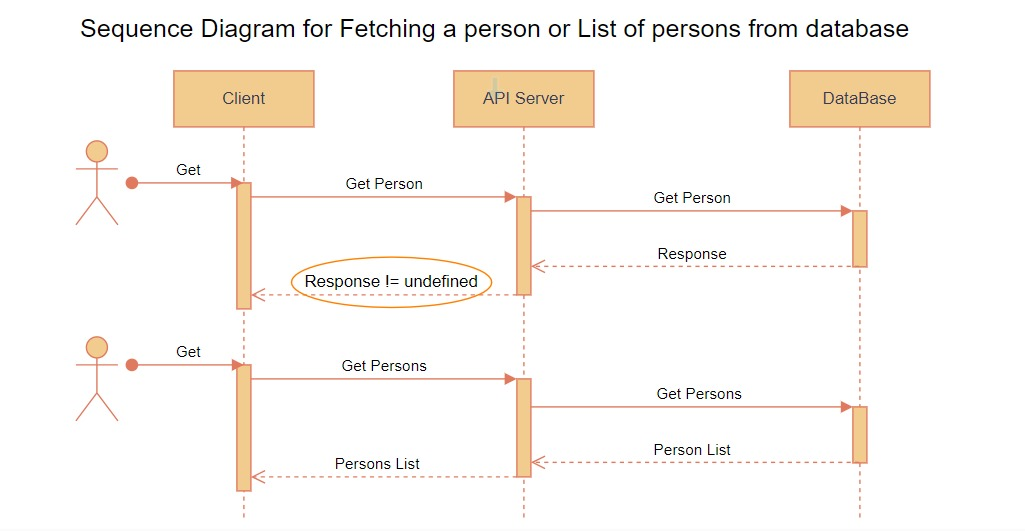 Sequence Diagram for Fetching a person or List of persons from database
Client
API Server
DataBase
Get
Get Person
Get Person
Response
Response != undefined
Get
Get Persons
Get Persons
Person List
Persons List